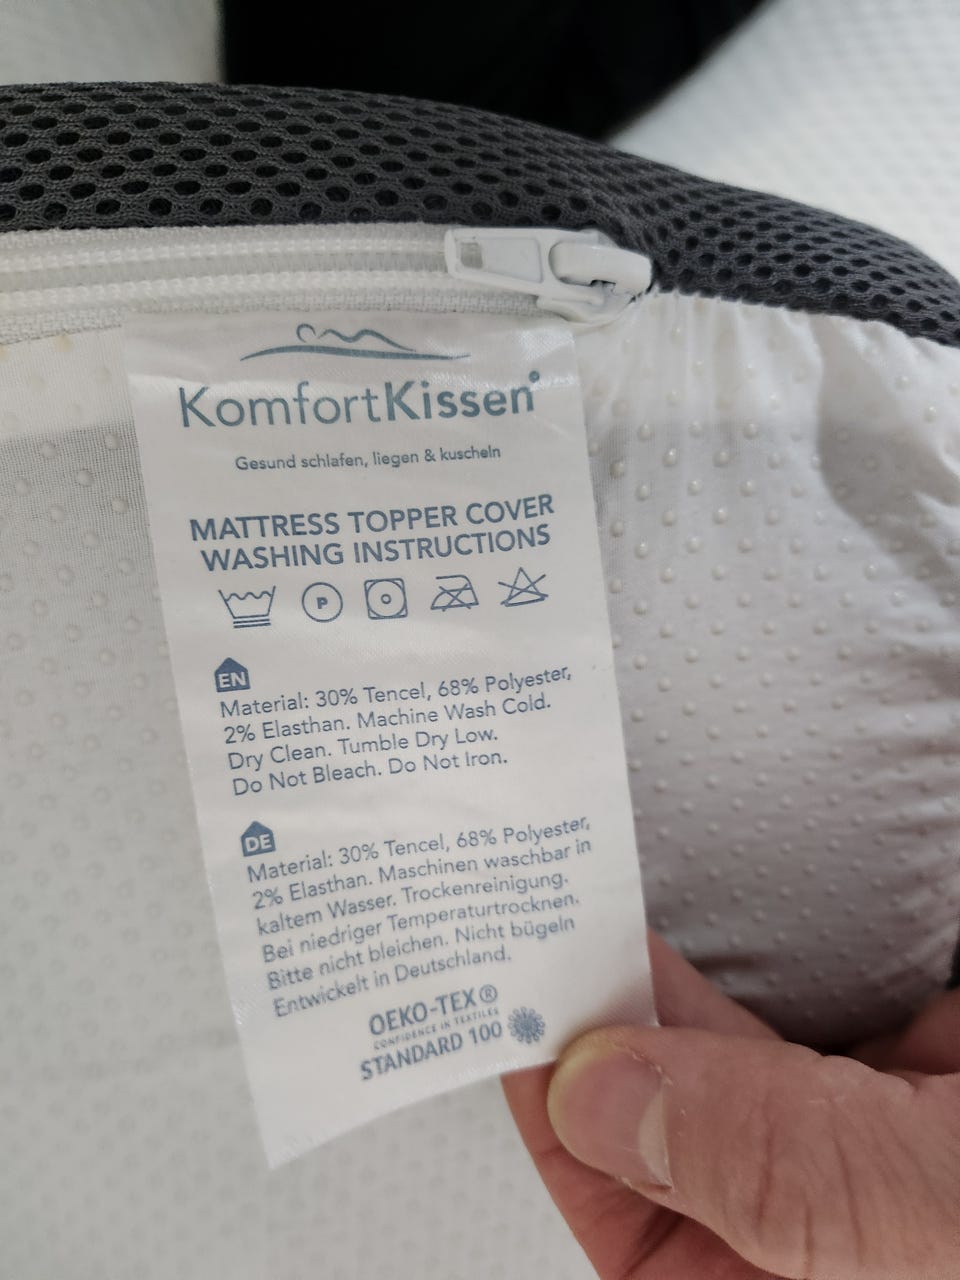 KomfortKissen
Gesund schlafen, liegen & kuscheln
MATTRESS TOPPER COVER
WASHING INSTRUCTIONS
P
EN
Material: 30% Tencel, 68% Polyester,
2% Elasthan. Machine Wash Cold.
Dry Clean. Tumble Dry Low.
Do Not Bleach. Do Not Iron.
DE
Material: 30% Tencel, 68% Polyester,
2% Elasthan. Maschinen waschbar in
kaltem Wasser. Trockenreinigung.
Bei niedriger Temperaturtrocknen.
Bitte nicht bleichen. Nicht bügeln
Entwickelt in Deutschland.
OEKO-TEX®
CONFIDENCE IN TEXTILES
STANDARD 100